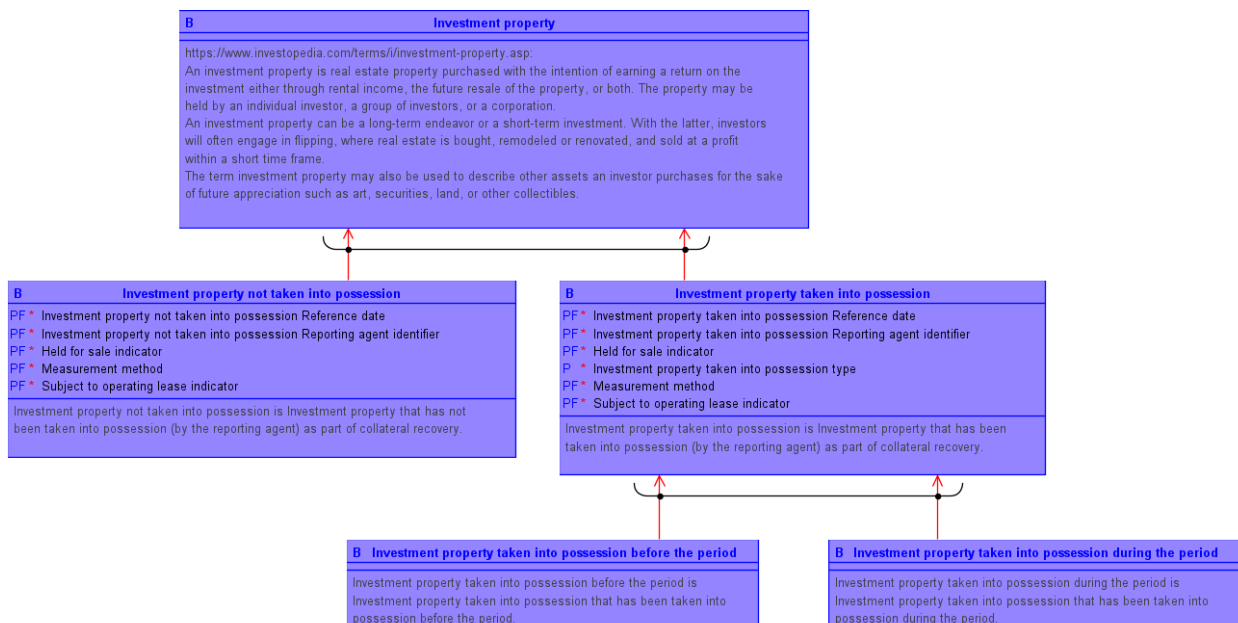 B Investment property
https://www.investopedia.com/terms/i/investment-property.asp:
An investment property is real estate property purchased with the intention of earning a return on the
investment either through rental income, the future resale of the property, or both. The property may be
held by an individual investor, a group of investors, or a corporation.
An investment property can be a long-term endeavor or a short-term investment. With the latter, investors
will often engage in flipping, where real estate is bought, remodeled or renovated, and sold at a profit
within a short time frame.
The term investment property may also be used to describe other assets an investor purchases for the sake
of future appreciation such as art, securities, land, or other collectibles.
B Investment property not taken into possession
PF * Investment property not taken into possession Reference date
PF * Investment property not taken into possession Reporting agent identifier
PF * Held for sale indicator
PF * Measurement method
PF * Subject to operating lease indicator
Investment property not taken into possession is Investment property that has not
been taken into possession (by the reporting agent) as part of collateral recovery.
B Investment property taken into possession
PF * Investment property taken into possession Reference date
PF * Investment property taken into possession Reporting agent identifier
PF * Held for sale indicator
P * Investment property taken into possession type
PF * Measurement method
PF * Subject to operating lease indicator
Investment property taken into possession is Investment property that has been
taken into possession (by the reporting agent) as part of collateral recovery.
B Investment property taken into possession before the period
Investment property taken into possession before the period is
Investment property taken into possession that has been taken into
possession before the period.
B Investment property taken into possession during the period
Investment property taken into possession during the period is
Investment property taken into possession that has been taken into
possession during the period.